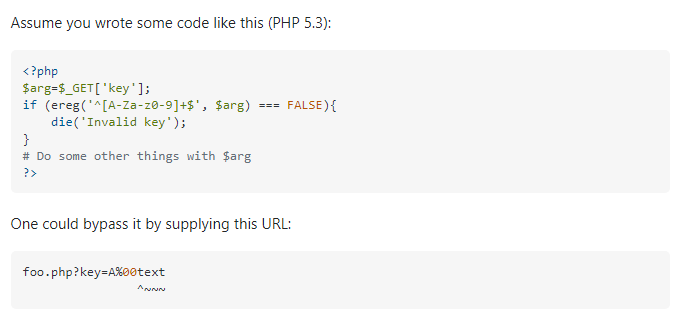 Assume you wrote some code like this (PHP 5.3):
<?php
$arg=$_GET['key'];
if (ereg('^[A-Za-z0-9]+$', $arg) === FALSE){
    die('Invalid key');
}
# Do some other things with $arg
?>
One could bypass it by supplying this URL:
foo.php?key=A%00text
             ^~~~